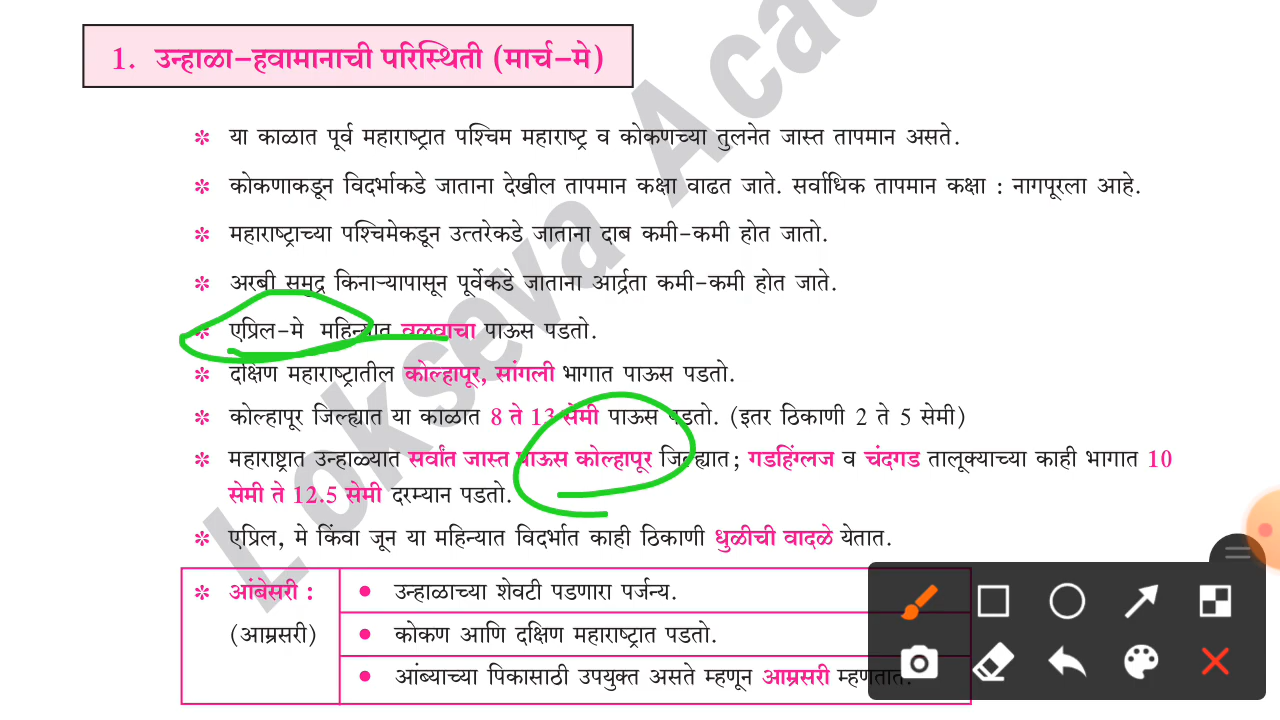 1. उन्हाळा–हवामानाची परिस्थिती (मार्च–मे)
✼ या काळात पूर्व महाराष्ट्रात पश्चिम महाराष्ट्र व कोकणच्या तुलनेत जास्त तापमान असते.
✼ कोकणाकडून विदर्भाकडे जाताना देखील तापमान कक्षा वाढत जाते. सर्वाधिक तापमान कक्षा : नागपूरला आहे.
✼ महाराष्ट्राच्या पश्चिमेकडून उत्तरेकडे जाताना दाब कमी-कमी होत जातो.
✼ अरबी समुद्र किनाऱ्यापासून पूर्वेकडे जाताना आर्द्रता कमी-कमी होत जाते.
✼ एप्रिल-मे महिन्यात वळवाचा पाऊस पडतो.
✼ दक्षिण महाराष्ट्रातील कोल्हापूर, सांगली भागात पाऊस पडतो.
✼ कोल्हापूर जिल्ह्यात या काळात 8 ते 13 सेमी पाऊस पडतो. (इतर ठिकाणी 2 ते 5 सेमी)
✼ महाराष्ट्रात उन्हाळ्यात सर्वांत जास्त पाऊस कोल्हापूर जिल्ह्यात; गडहिंग्लज व चंदगड तालूक्याच्या काही भागात 10
सेमी ते 12.5 सेमी दरम्यान पडतो.
✼ एप्रिल, मे किंवा जून या महिन्यात विदर्भात काही ठिकाणी धुळीची वादळे येतात.
✼ आंबेसरी :
(आम्रसरी)
● उन्हाळाच्या शेवटी पडणारा पर्जन्य.
● कोकण आणि दक्षिण महाराष्ट्रात पडतो.
● आंब्याच्या पिकासाठी उपयुक्त असते म्हणून आम्रसरी म्हणतात.
Lokseva Aca